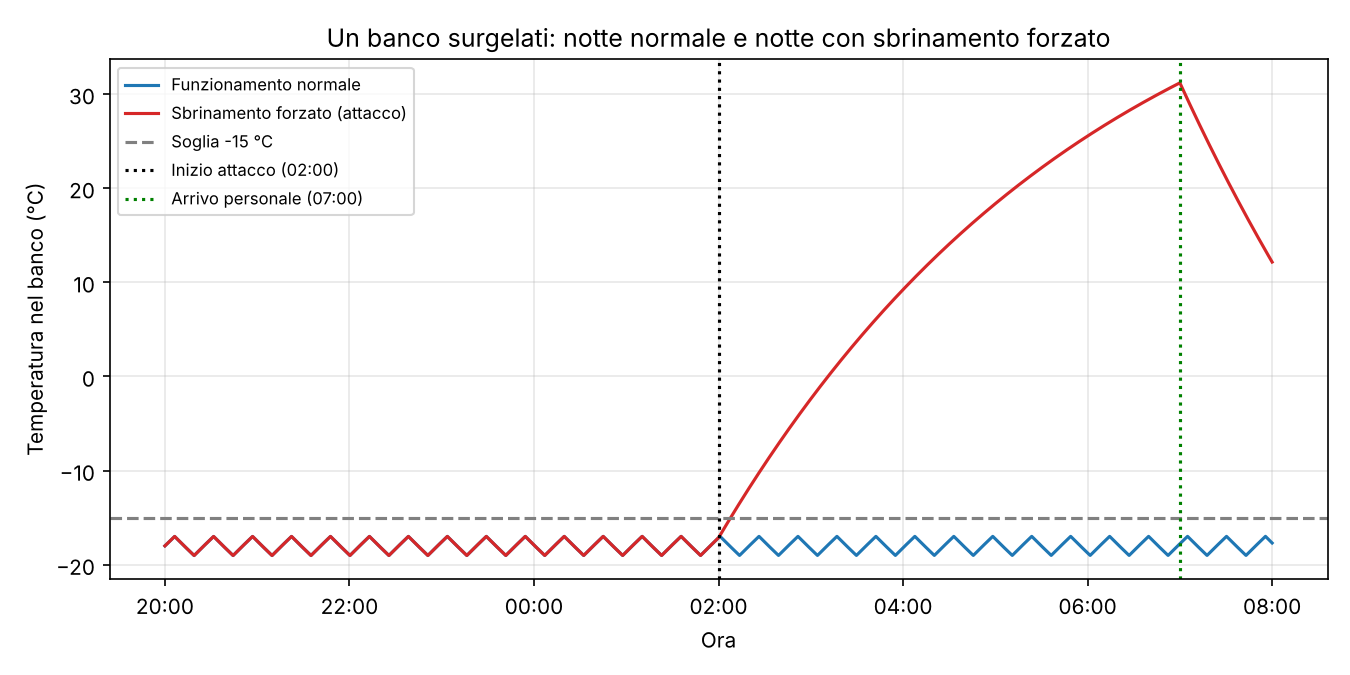 Un banco surgelati: notte normale e notte con sbrinamento forzato
Funzionamento normale
Sbrinamento forzato (attacco)
Soglia -15 °C
Inizio attacco (02:00)
Arrivo personale (07:00)
Temperatura nel banco (°C)
30
20
10
0
−10
−20
20:00
22:00
00:00
02:00
04:00
06:00
08:00
Ora